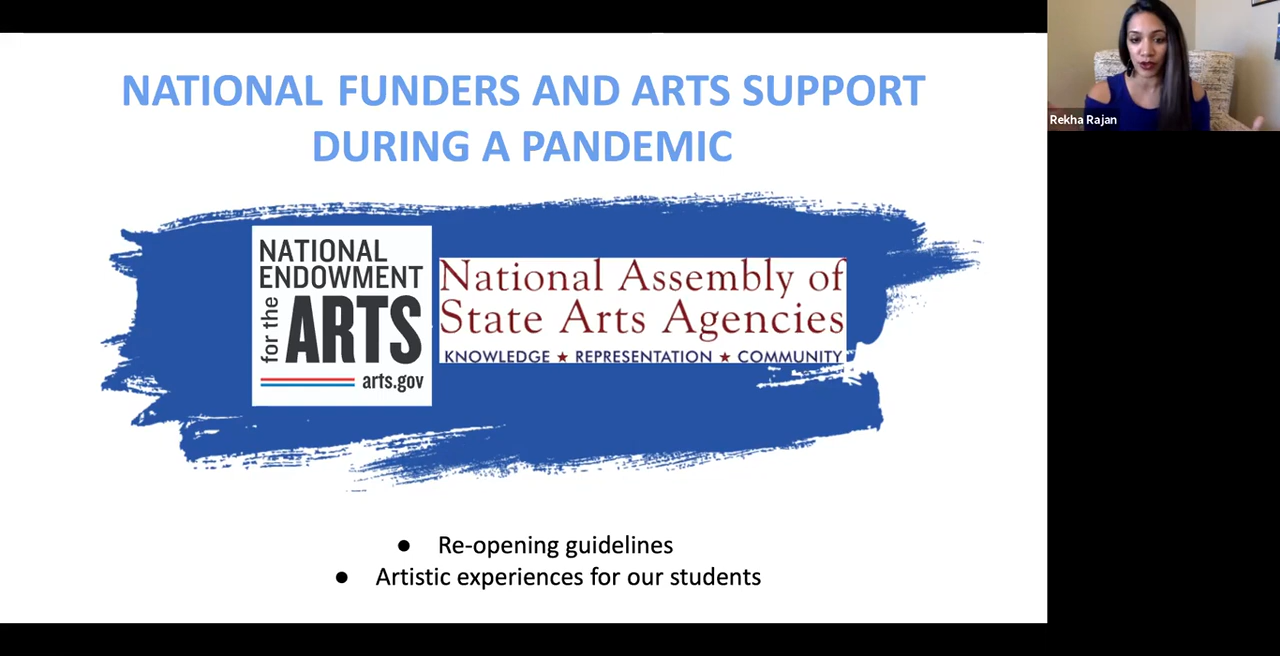 NATIONAL FUNDERS AND ARTS SUPPORT
DURING A PANDEMIC
NATIONAL
ENDOWMENT
for the
ARTS
arts.gov
National Assembly of
State Arts Agencies
KNOWLEDGE ★ REPRESENTATION ★ COMMUNITY
● Re-opening guidelines
● Artistic experiences for our students
Rekha Rajan